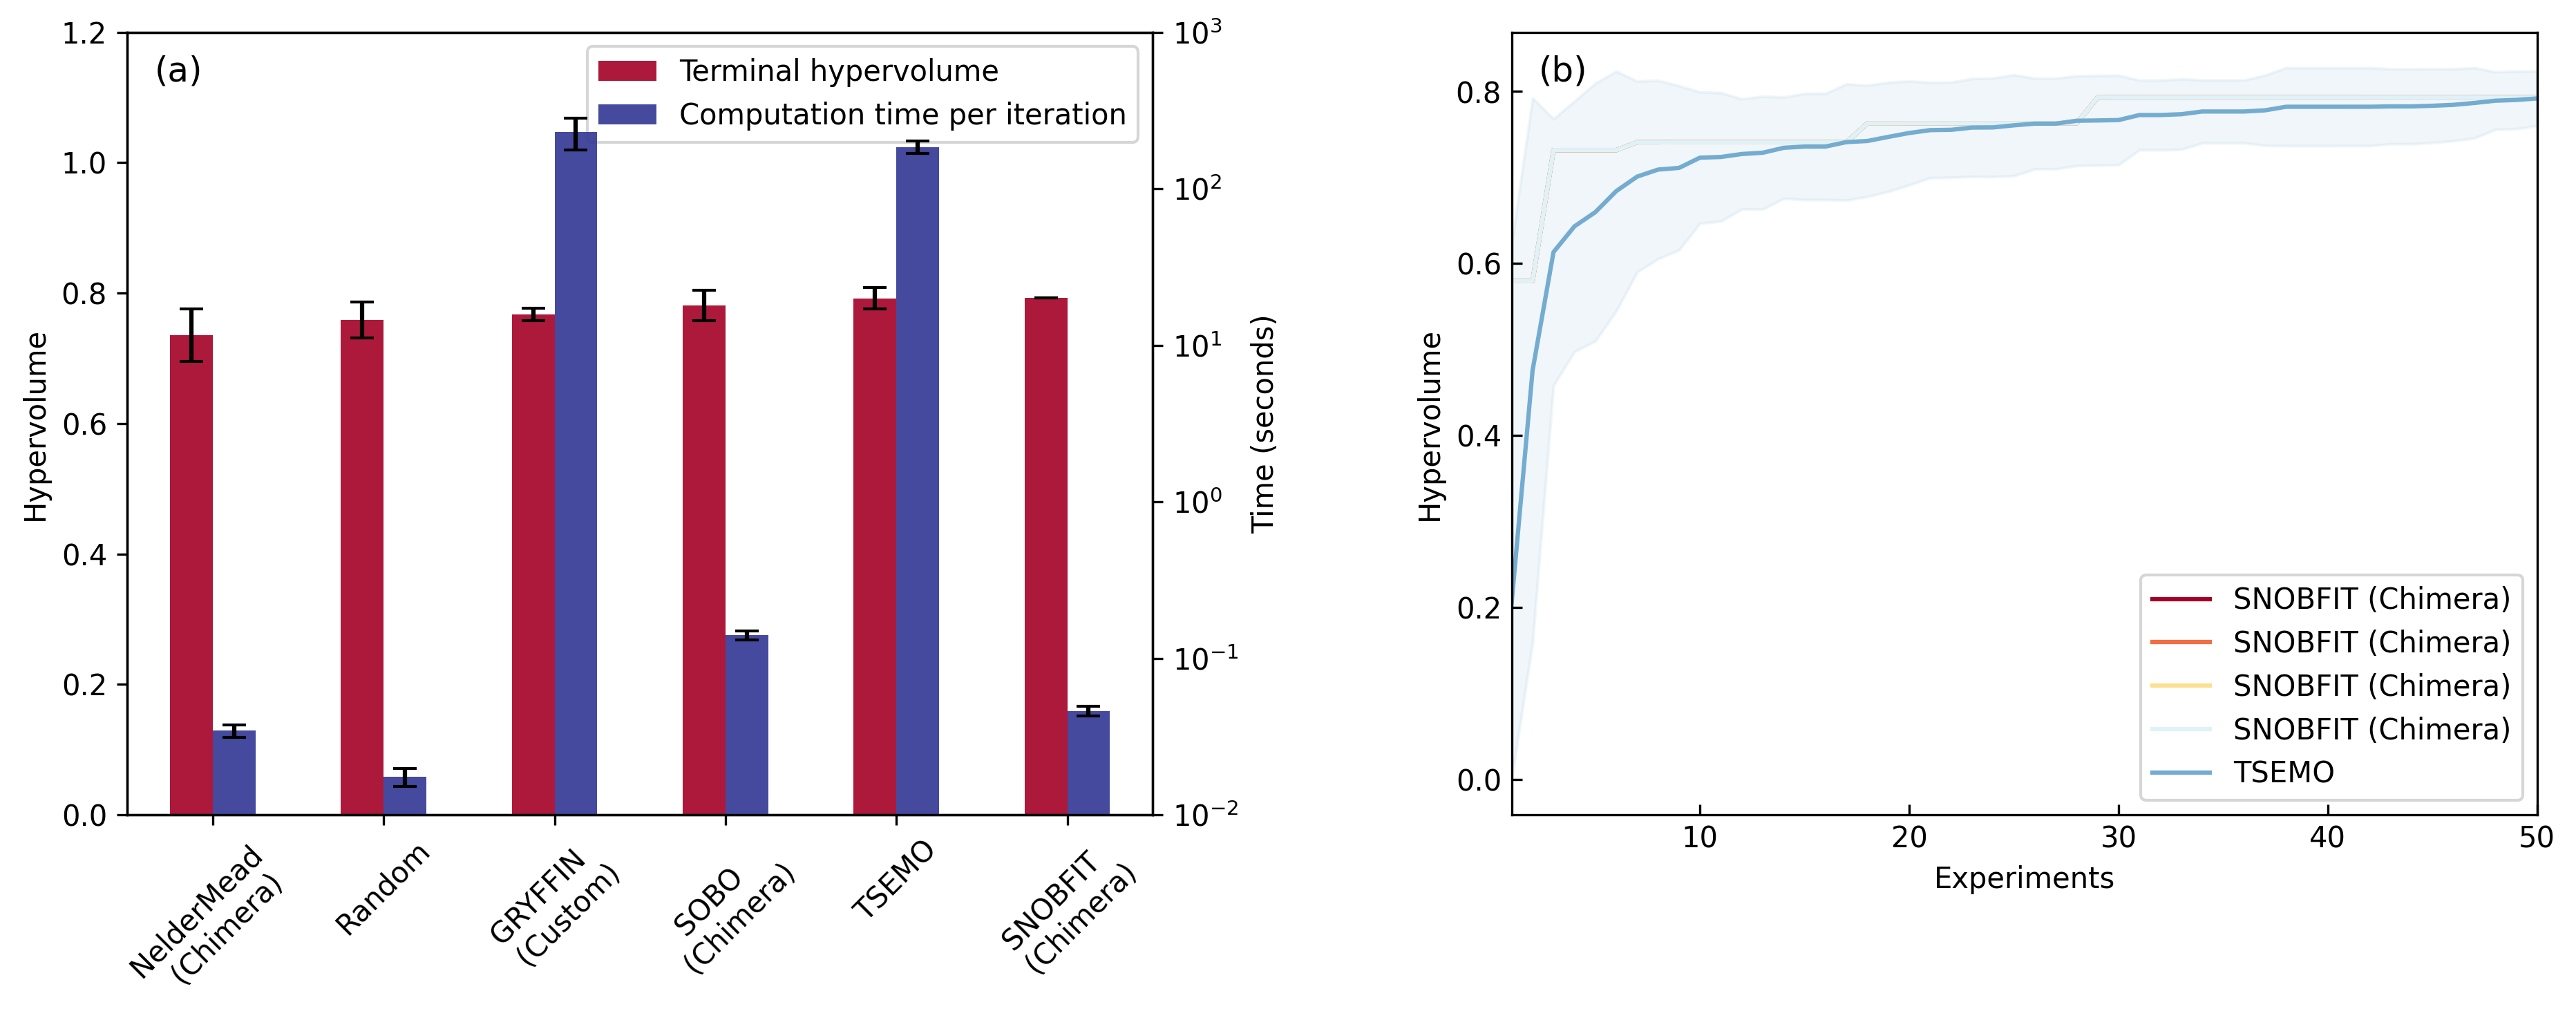 (a)
Terminal hypervolume
Computation time per iteration
Hypervolume
1.2
1.0
0.8
0.6
0.4
0.2
0.0
10³
10²
10¹
10⁰
10⁻¹
10⁻²
Time (seconds)
NelderMead
(Chimera)
Random
GRYFFIN
(Custom)
SOBO
(Chimera)
TSEMO
SNOBFIT
(Chimera)
(b)
Hypervolume
0.8
0.6
0.4
0.2
0.0
SNOBFIT (Chimera)
SNOBFIT (Chimera)
SNOBFIT (Chimera)
SNOBFIT (Chimera)
TSEMO
10 20 30 40 50
Experiments